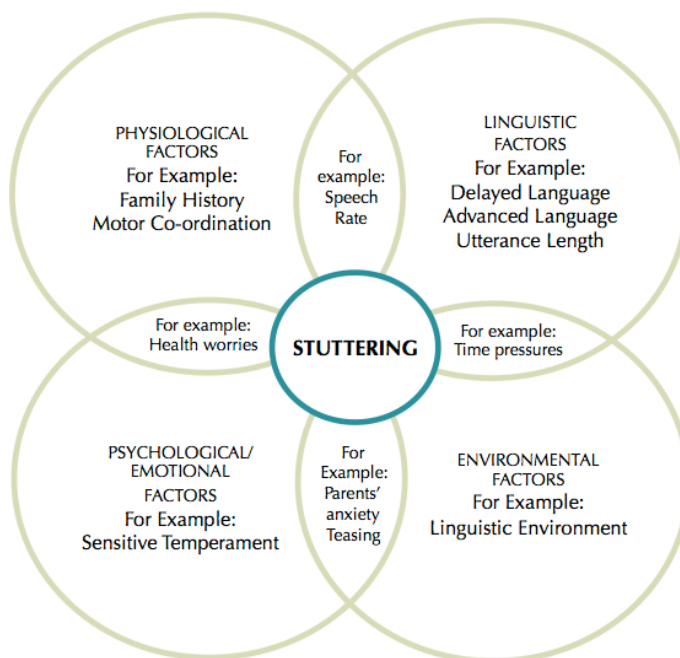 PHYSIOLOGICAL
FACTORS
For Example:
Family History
Motor Co-ordination
For
example:
Speech
Rate
LINGUISTIC
FACTORS
For Example:
Delayed Language
Advanced Language
Utterance Length
For example:
Health worries
STUTTERING
For example:
Time pressures
PSYCHOLOGICAL/
EMOTIONAL
FACTORS
For Example:
Sensitive Temperament
For
Example:
Parents’
anxiety
Teasing
ENVIRONMENTAL
FACTORS
For Example:
Linguistic Environment